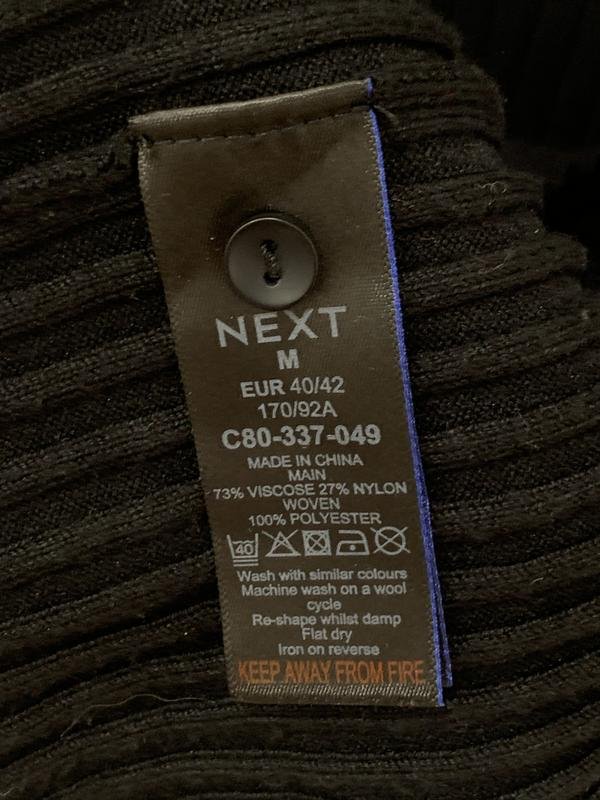 NEXT
M
EUR 40/42
170/92A
C80-337-049
MADE IN CHINA
MAIN
73% VISCOSE 27% NYLON
WOVEN
100% POLYESTER
40
Wash with similar colours
Machine wash on a wool
cycle
Re-shape whilst damp
Flat dry
Iron on reverse
KEEP AWAY FROM FIRE